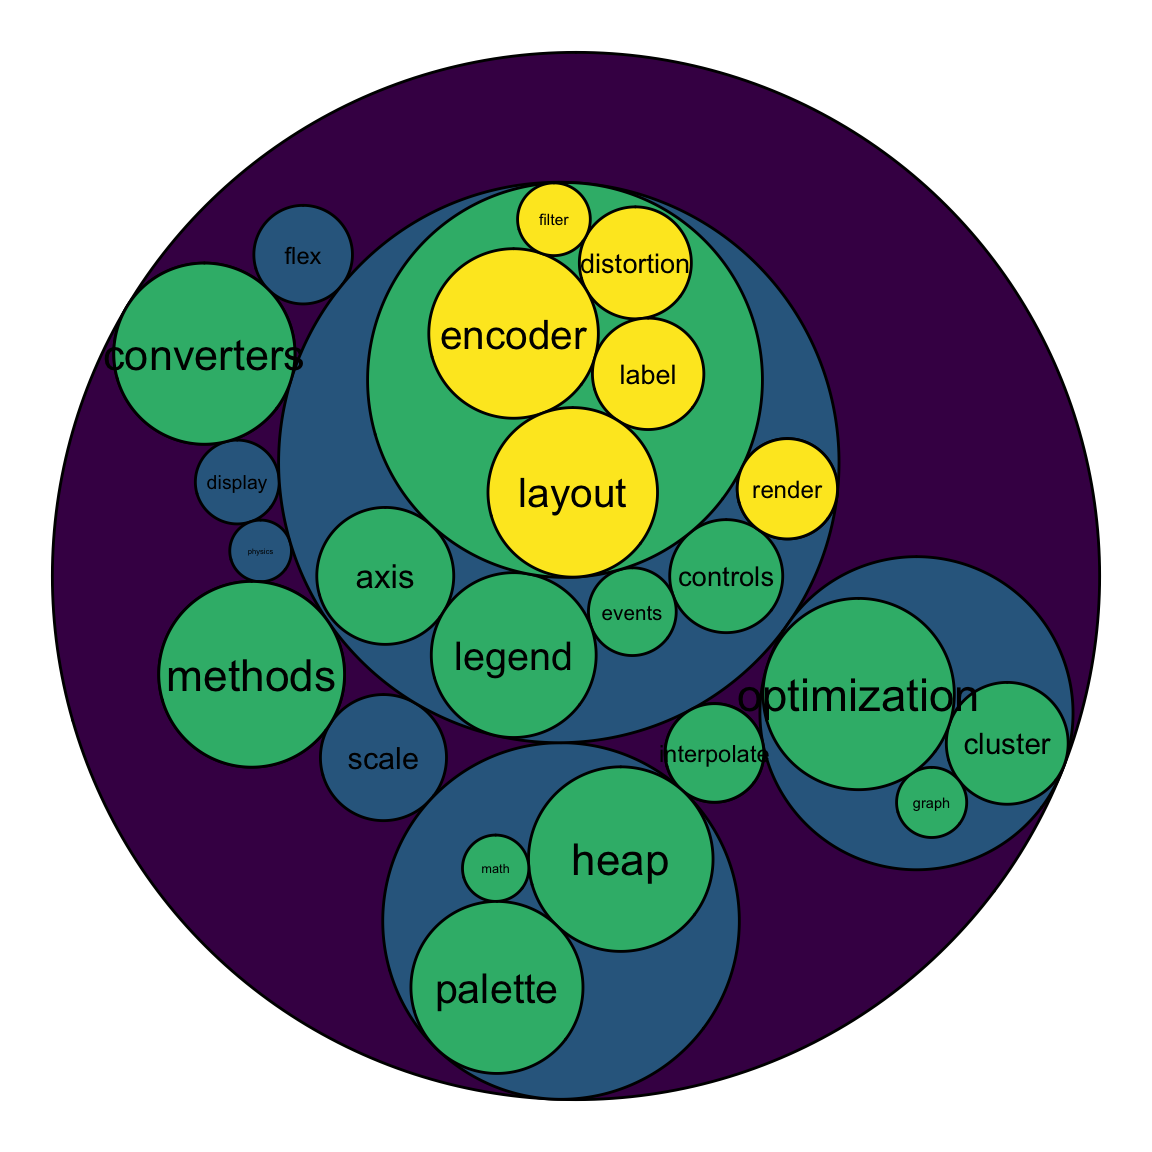 filter
flex
distortion
encoder
converters
label
display
render
layout
physics
axis
controls
events
legend
methods
optimization
cluster
interpolate
scale
graph
heap
math
palette